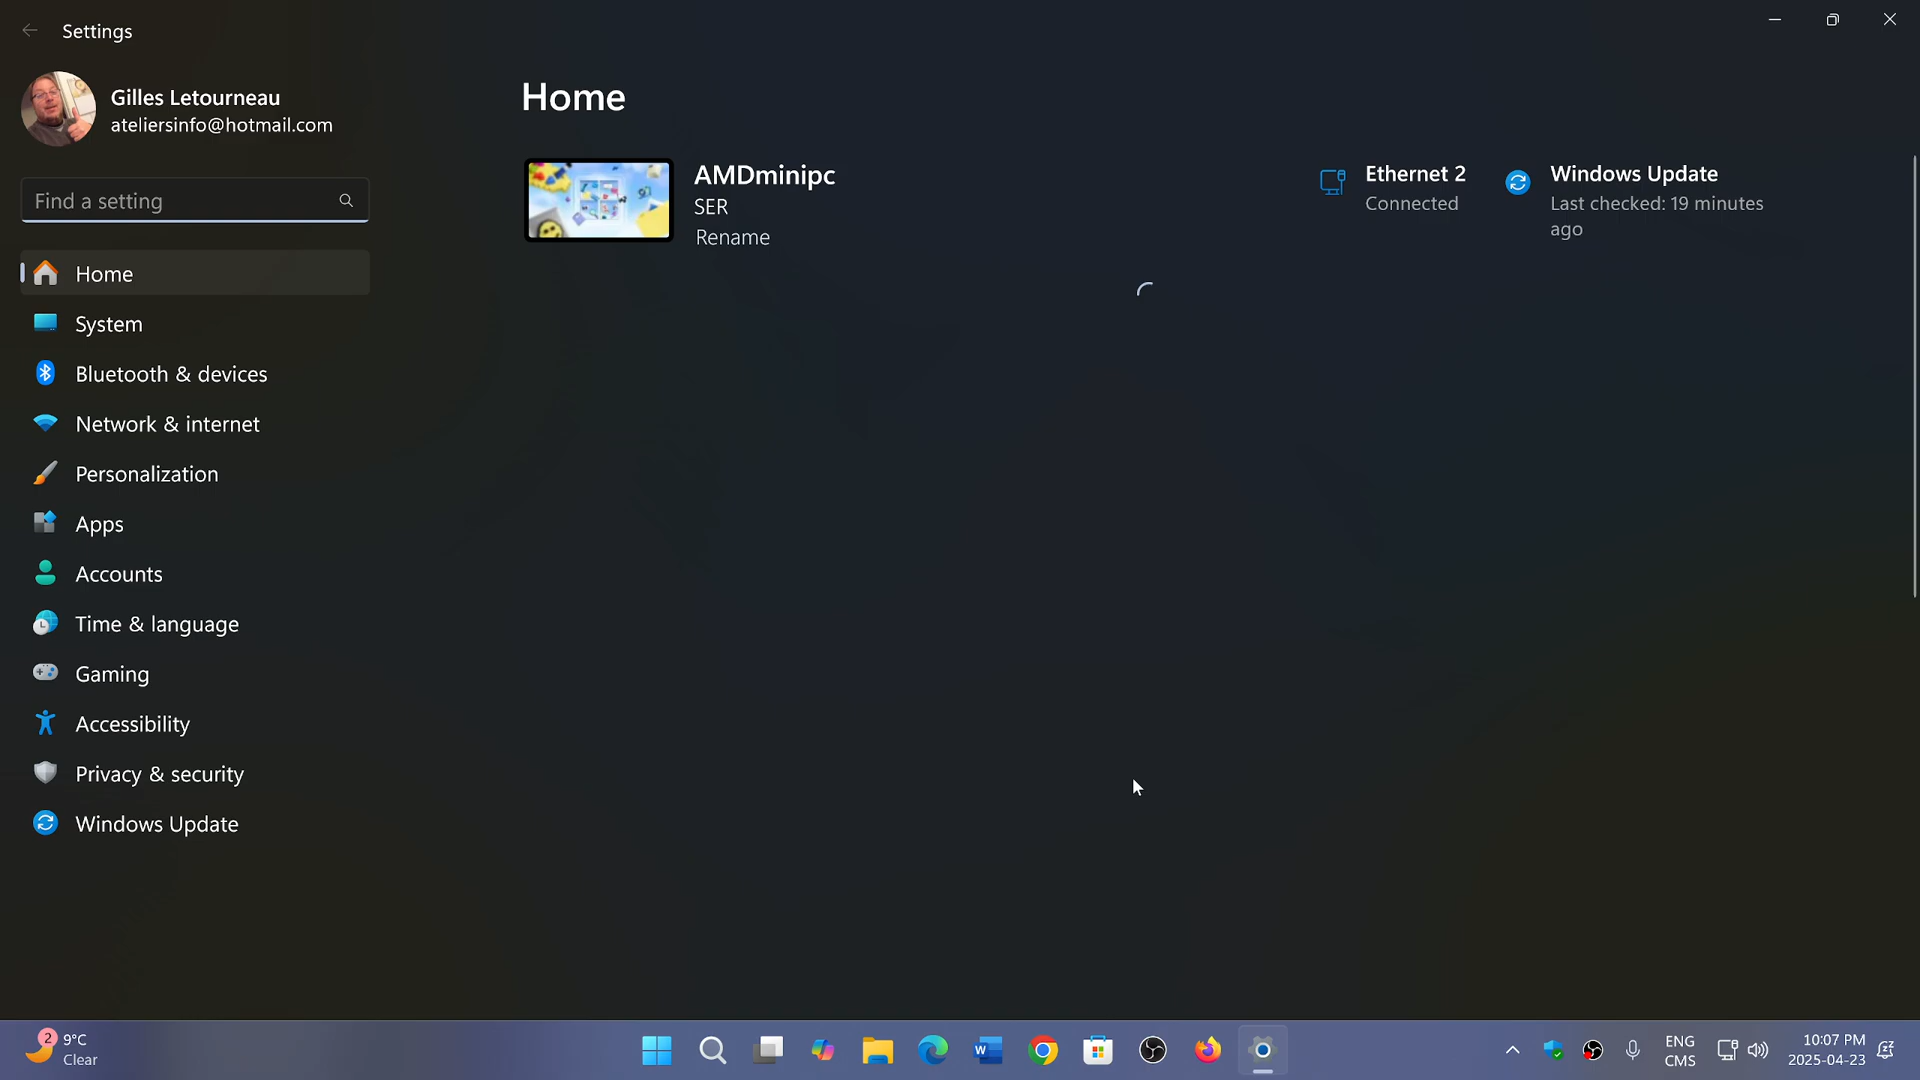 Settings
Gilles Letourneau
ateliersinfo@hotmail.com
Find a setting
Home
System
Bluetooth & devices
Network & internet
Personalization
Apps
Accounts
Time & language
Gaming
Accessibility
Privacy & security
Windows Update
Home
AMDminipc
SER
Rename
Ethernet 2
Connected
Windows Update
Last checked: 19 minutes
ago
2
9°C
Clear
W
ENG
CMS
10:07 PM
2025-04-23